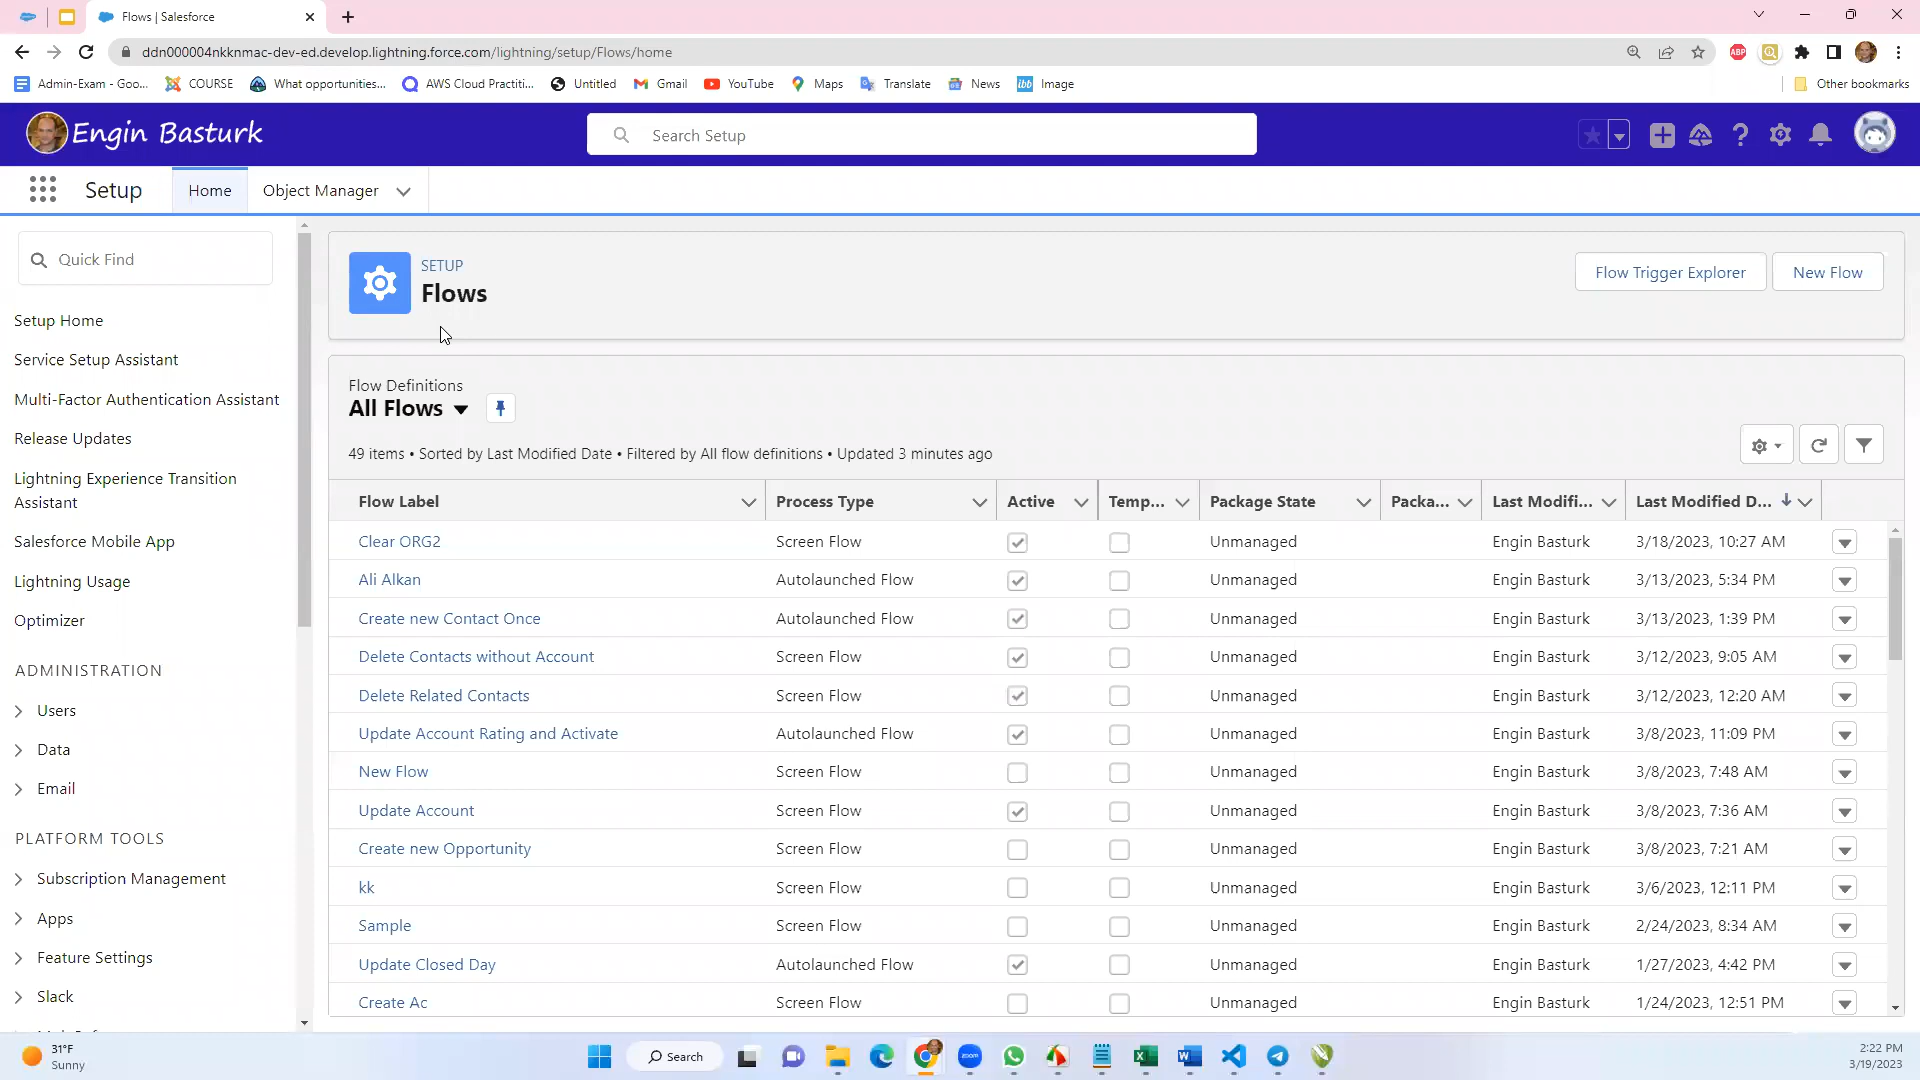 Flows | Salesforce
ddn000004nkknmac-dev-ed.develop.lightning.force.com/lightning/setup/Flows/home
ABP
Admin-Exam - Goo...
COURSE
What opportunities...
AWS Cloud Practiti...
Untitled
Gmail
YouTube
Maps
Translate
News
ibb
Image
Other bookmarks
Engin Basturk
Search Setup
Setup
Home
Object Manager
Quick Find
Setup Home
Service Setup Assistant
Multi-Factor Authentication Assistant
Release Updates
Lightning Experience Transition
Assistant
Salesforce Mobile App
Lightning Usage
Optimizer
ADMINISTRATION
Users
Data
Email
PLATFORM TOOLS
Subscription Management
Apps
Feature Settings
Slack
SETUP
Flows
Flow Trigger Explorer
New Flow
Flow Definitions
All Flows
49 items • Sorted by Last Modified Date • Filtered by All flow definitions • Updated 3 minutes ago
Flow Label Process Type Active Temp... Package State Packa... Last Modifi... Last Modified D...
Clear ORG2 Screen Flow Unmanaged Engin Basturk 3/18/2023, 10:27 AM
Ali Alkan Autolaunched Flow Unmanaged Engin Basturk 3/13/2023, 5:34 PM
Create new Contact Once Autolaunched Flow Unmanaged Engin Basturk 3/13/2023, 1:39 PM
Delete Contacts without Account Screen Flow Unmanaged Engin Basturk 3/12/2023, 9:05 AM
Delete Related Contacts Screen Flow Unmanaged Engin Basturk 3/12/2023, 12:20 AM
Update Account Rating and Activate Autolaunched Flow Unmanaged Engin Basturk 3/8/2023, 11:09 PM
New Flow Screen Flow Unmanaged Engin Basturk 3/8/2023, 7:48 AM
Update Account Screen Flow Unmanaged Engin Basturk 3/8/2023, 7:36 AM
Create new Opportunity Screen Flow Unmanaged Engin Basturk 3/8/2023, 7:21 AM
kk Screen Flow Unmanaged Engin Basturk 3/6/2023, 12:11 PM
Sample Screen Flow Unmanaged Engin Basturk 2/24/2023, 8:34 AM
Update Closed Day Autolaunched Flow Unmanaged Engin Basturk 1/27/2023, 4:42 PM
Create Ac Screen Flow Unmanaged Engin Basturk 1/24/2023, 12:51 PM
31°F
Sunny
Search
zoom
2:22 PM
3/19/2023